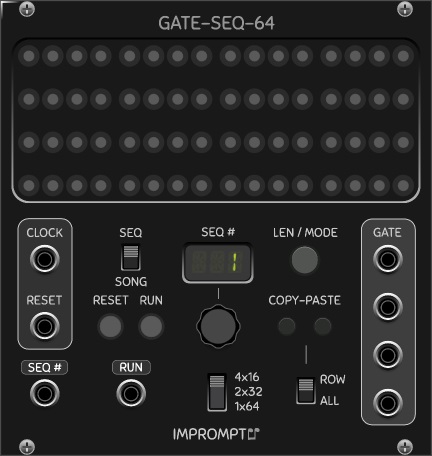 GATE-SEQ-64
CLOCK
SEQ
SEQ #
LEN / MODE
GATE
1
SONG
RESET
RESET
RUN
COPY-PASTE
SEQ #
RUN
4x16
2x32
1x64
ROW
ALL
IMPROMPTU